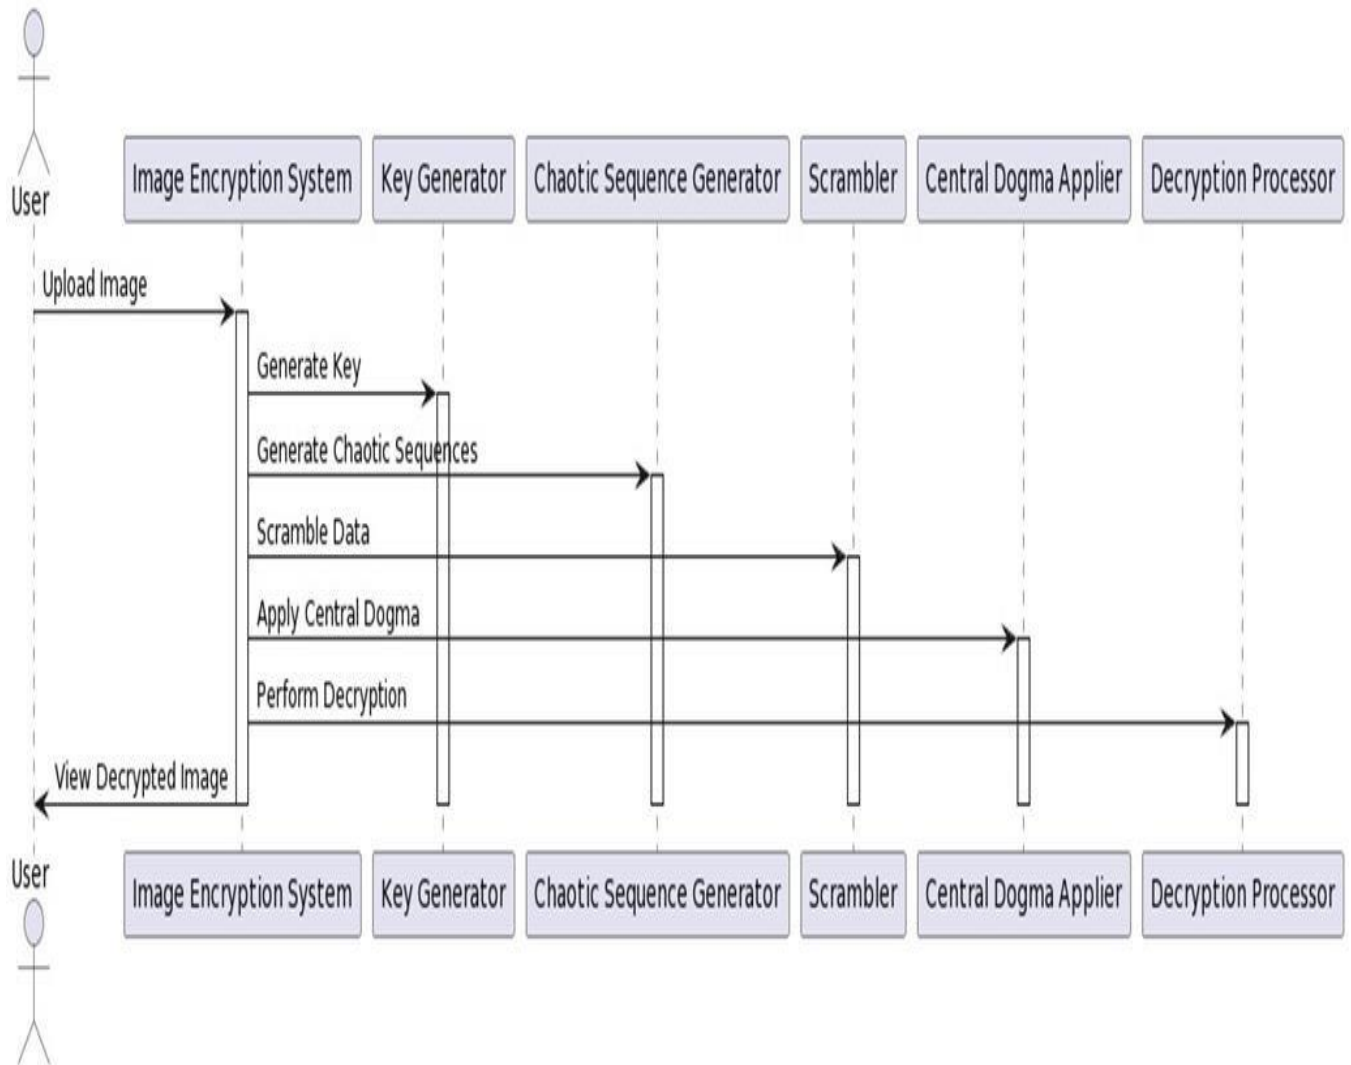 User
Image Encryption System
Key Generator
Chaotic Sequence Generator
Scrambler
Central Dogma Applier
Decryption Processor
Upload Image
Generate Key
Generate Chaotic Sequences
Scramble Data
Apply Central Dogma
Perform Decryption
View Decrypted Image
User
Image Encryption System
Key Generator
Chaotic Sequence Generator
Scrambler
Central Dogma Applier
Decryption Processor